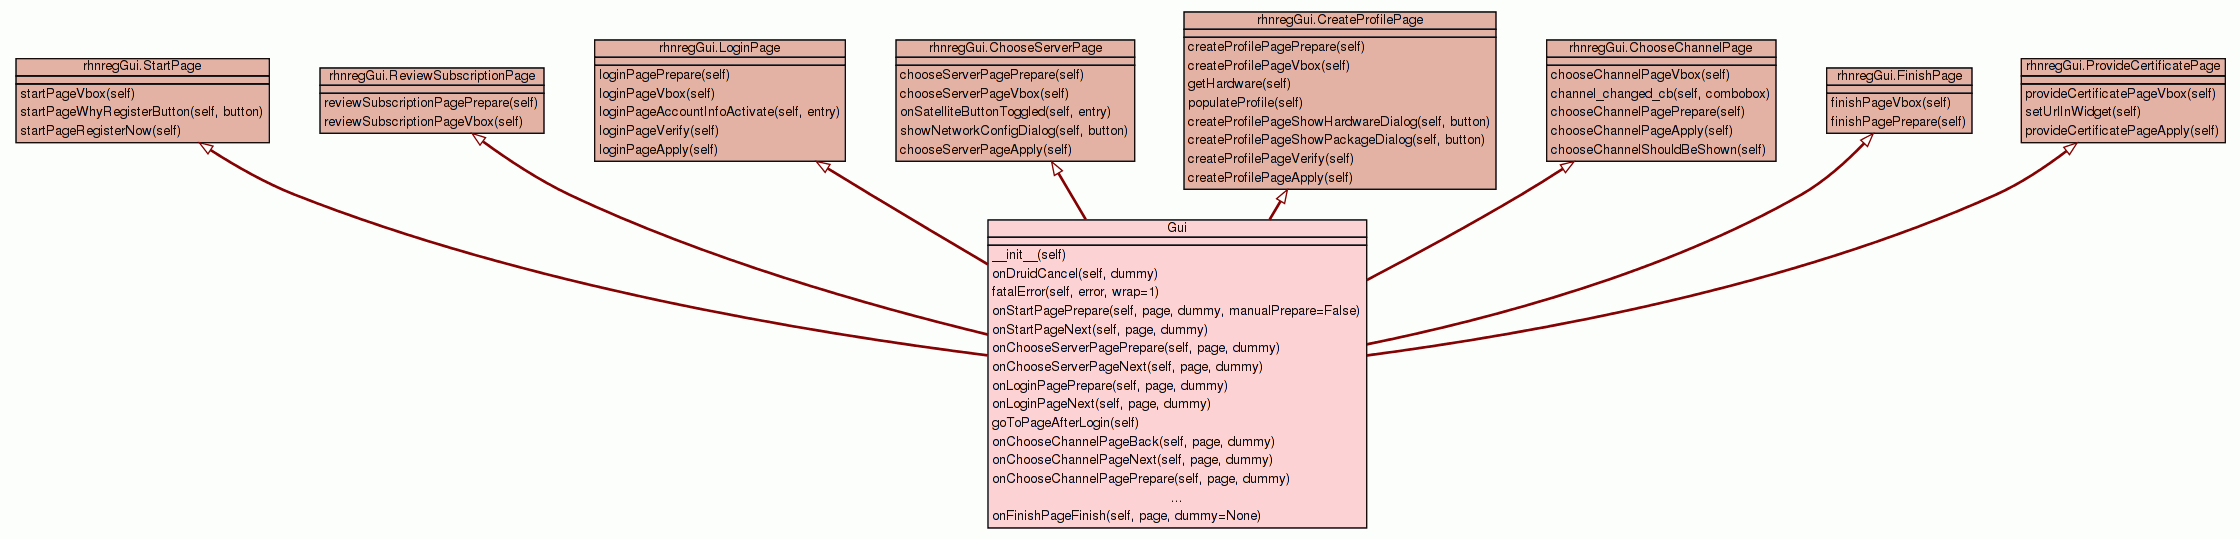 rhnregGui.StartPage
startPageVbox(self)
startPageWhyRegisterButton(self, button)
startPageRegisterNow(self)
rhnregGui.ReviewSubscriptionPage
reviewSubscriptionPagePrepare(self)
reviewSubscriptionPageVbox(self)
rhnregGui.LoginPage
loginPagePrepare(self)
loginPageVbox(self)
loginPageAccountInfoActivate(self, entry)
loginPageVerify(self)
loginPageApply(self)
rhnregGui.ChooseServerPage
chooseServerPagePrepare(self)
chooseServerPageVbox(self)
onSatelliteButtonToggled(self, entry)
showNetworkConfigDialog(self, button)
chooseServerPageApply(self)
rhnregGui.CreateProfilePage
createProfilePagePrepare(self)
createProfilePageVbox(self)
getHardware(self)
populateProfile(self)
createProfilePageShowHardwareDialog(self, button)
createProfilePageShowPackageDialog(self, button)
createProfilePageVerify(self)
createProfilePageApply(self)
rhnregGui.ChooseChannelPage
chooseChannelPageVbox(self)
channel_changed_cb(self, combobox)
chooseChannelPagePrepare(self)
chooseChannelPageApply(self)
chooseChannelShouldBeShown(self)
rhnregGui.FinishPage
finishPageVbox(self)
finishPagePrepare(self)
rhnregGui.ProvideCertificatePage
provideCertificatePageVbox(self)
setUrlInWidget(self)
provideCertificatePageApply(self)
Gui
__init__(self)
onDruidCancel(self, dummy)
fatalError(self, error, wrap=1)
onStartPagePrepare(self, page, dummy, manualPrepare=False)
onStartPageNext(self, page, dummy)
onChooseServerPagePrepare(self, page, dummy)
onChooseServerPageNext(self, page, dummy)
onLoginPagePrepare(self, page, dummy)
onLoginPageNext(self, page, dummy)
goToPageAfterLogin(self)
onChooseChannelPageBack(self, page, dummy)
onChooseChannelPageNext(self, page, dummy)
onChooseChannelPagePrepare(self, page, dummy)
...
onFinishPageFinish(self, page, dummy=None)